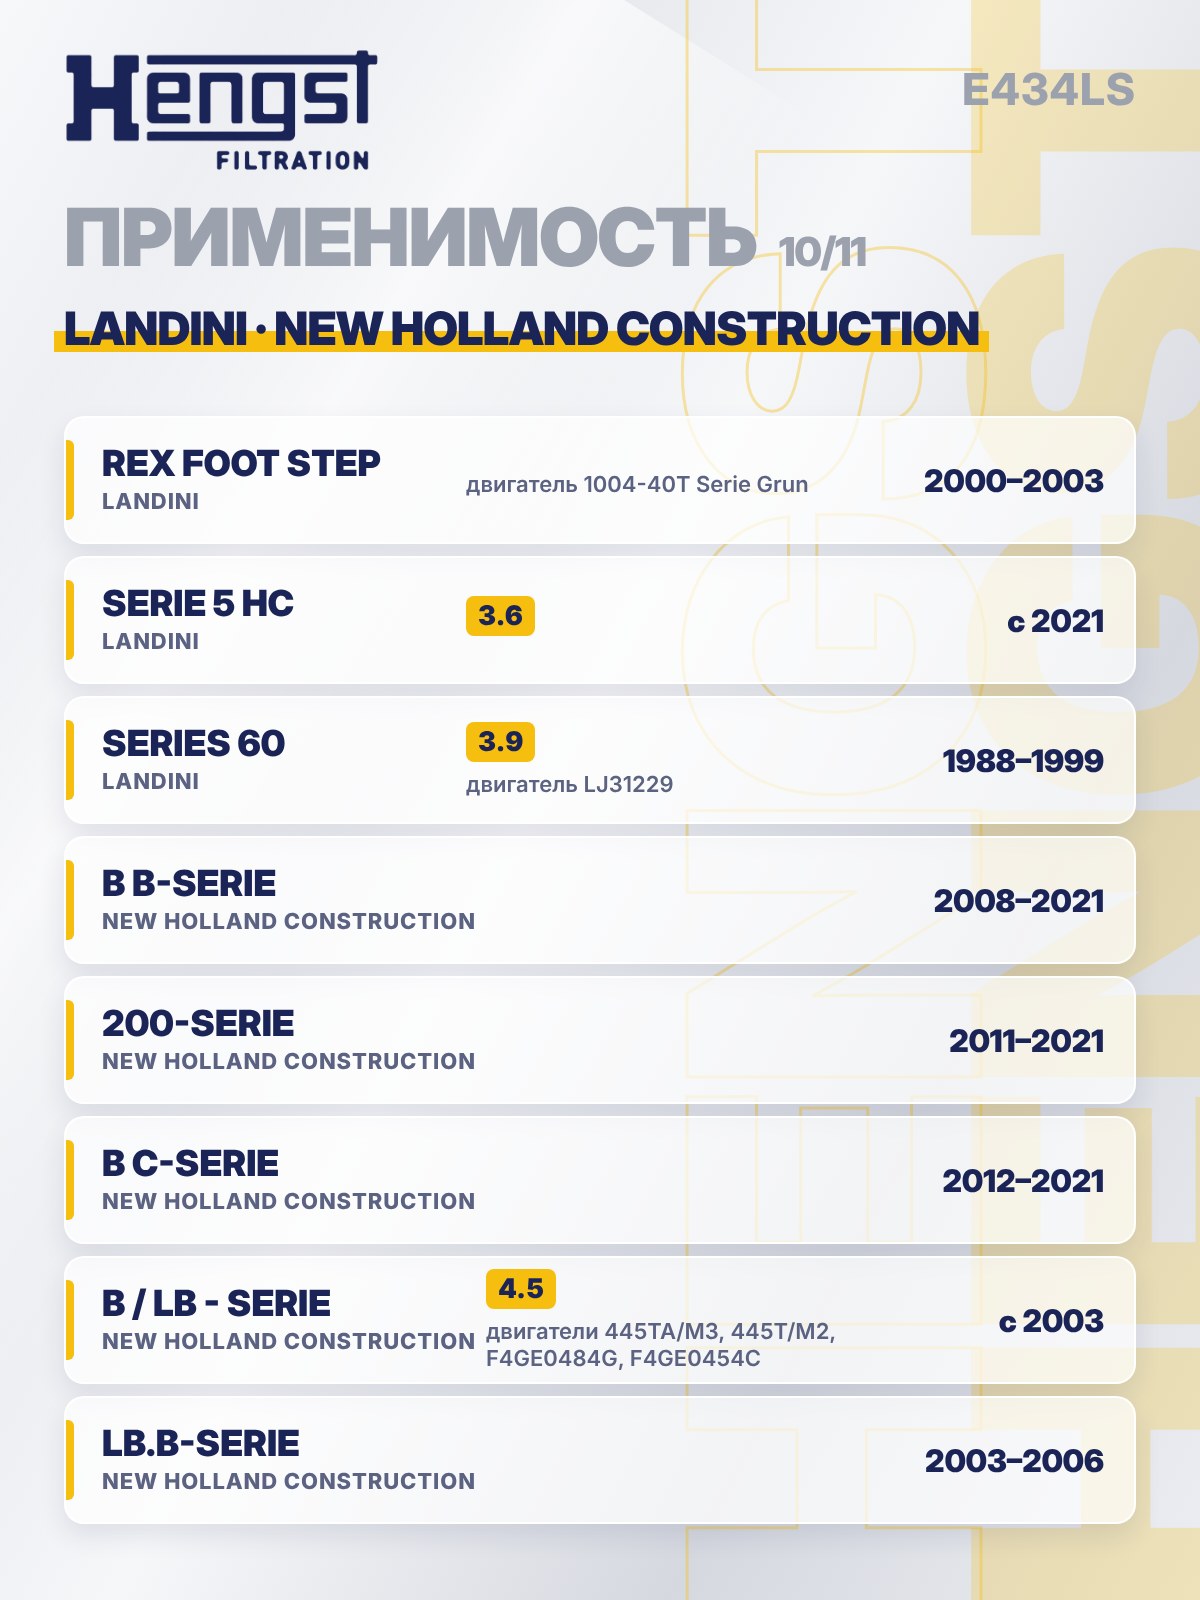 Hengst
FILTRATION
E434LS
ПРИМЕНИМОСТЬ 10/11
LANDINI · NEW HOLLAND CONSTRUCTION
REX FOOT STEP
LANDINI
двигатель 1004-40T Serie Grun
2000–2003
SERIE 5 HC
LANDINI
3.6
с 2021
SERIES 60
LANDINI
3.9
двигатель LJ31229
1988–1999
B B-SERIE
NEW HOLLAND CONSTRUCTION
2008–2021
200-SERIE
NEW HOLLAND CONSTRUCTION
2011–2021
B C-SERIE
NEW HOLLAND CONSTRUCTION
2012–2021
B / LB - SERIE
NEW HOLLAND CONSTRUCTION
4.5
двигатели 445TA/M3, 445T/M2,
F4GE0484G, F4GE0454C
с 2003
LB.B-SERIE
NEW HOLLAND CONSTRUCTION
2003–2006
HENGST
HENGST